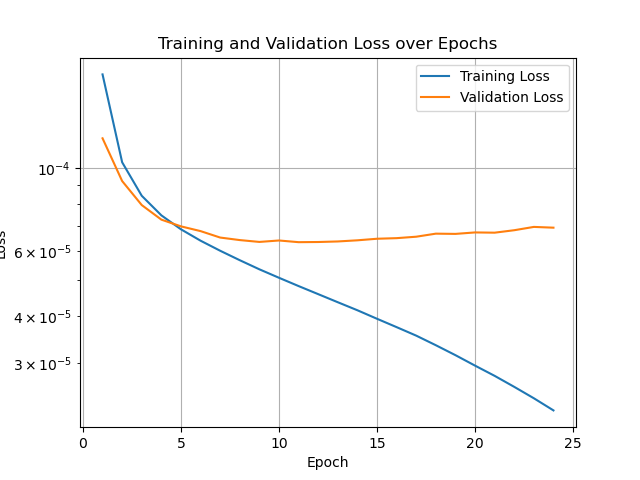 Training and Validation Loss over Epochs
Training Loss
Validation Loss
10⁻⁴
6 × 10⁻⁵
4 × 10⁻⁵
3 × 10⁻⁵
Loss
0 5 10 15 20 25
Epoch